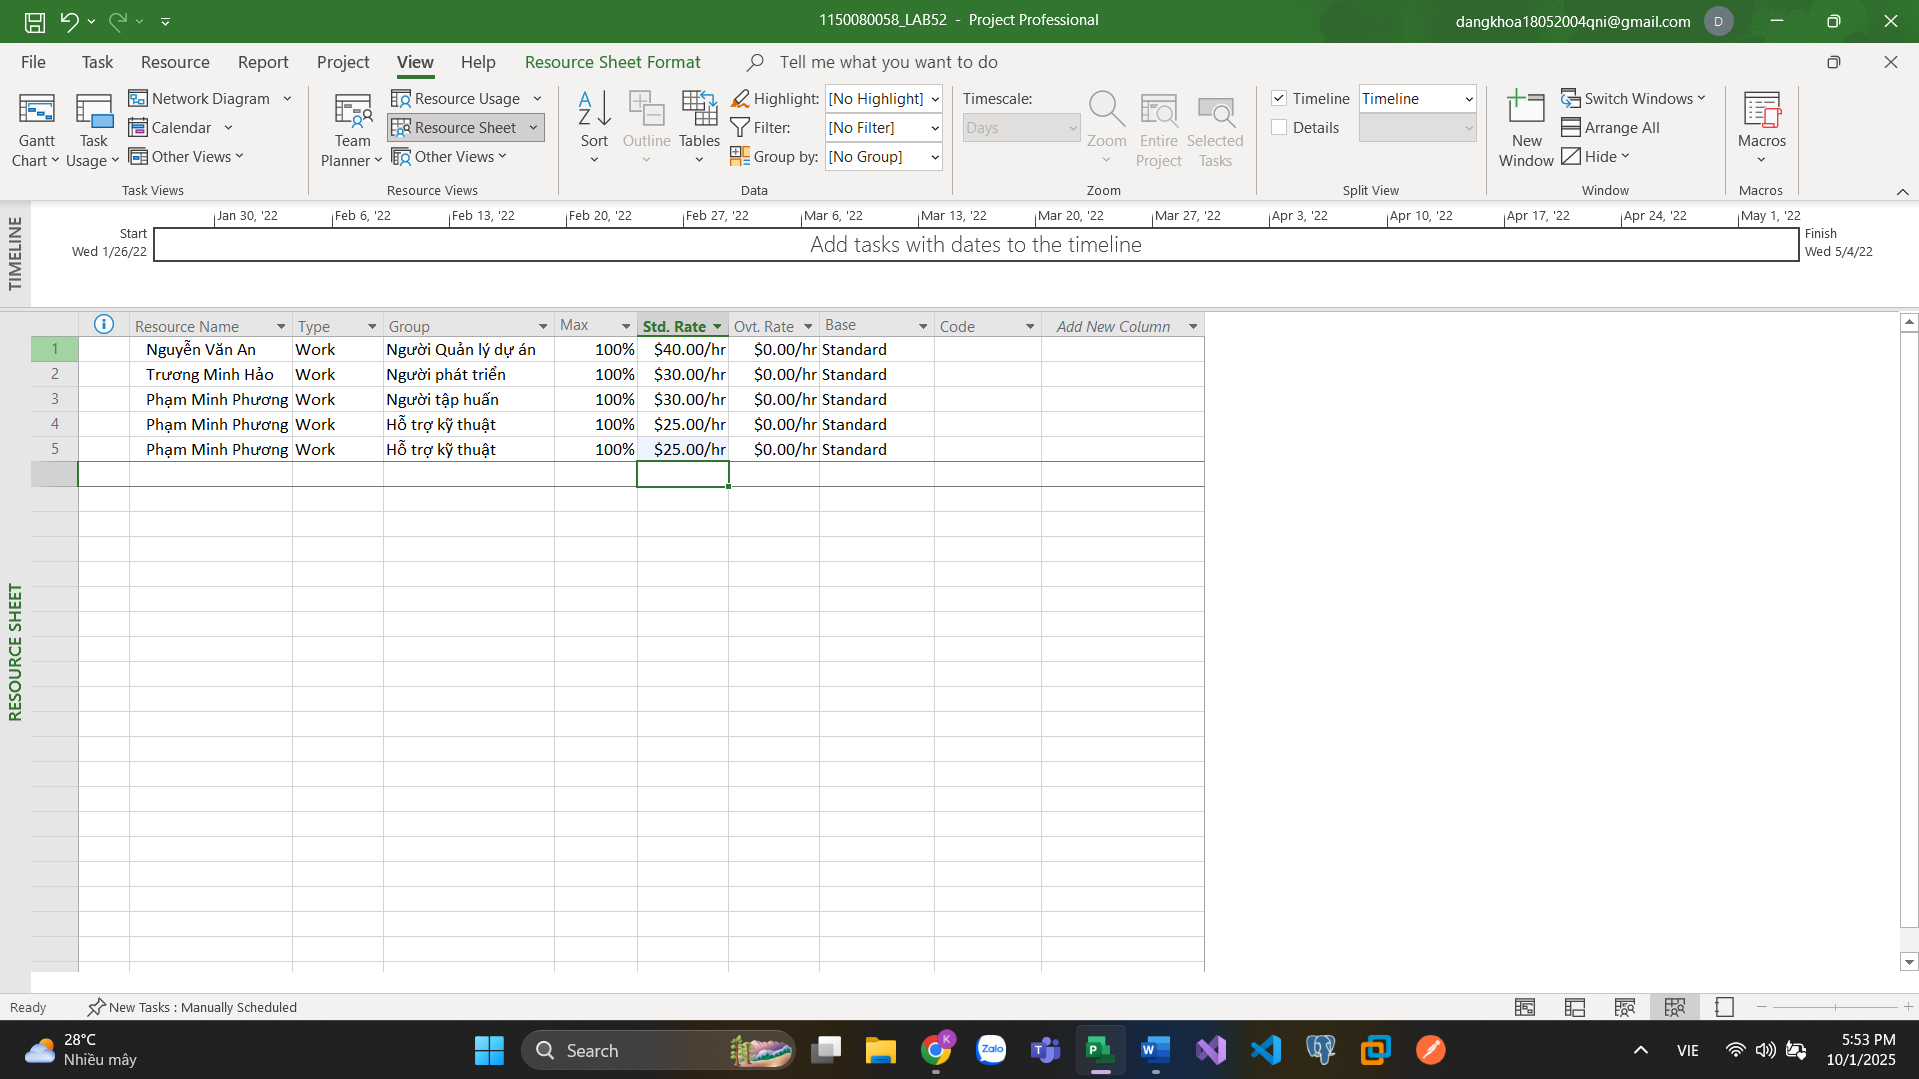 1150080058_LAB52 - Project Professional
dangkhoa18052004qni@gmail.com
D
File Task Resource Report Project View Help Resource Sheet Format Tell me what you want to do
Gantt Chart
Task Usage
Network Diagram
Calendar
Other Views
Task Views
Team Planner
Resource Usage
Resource Sheet
Other Views
Resource Views
Sort
Outline
Tables
Highlight: [No Highlight]
Filter: [No Filter]
Group by: [No Group]
Data
Timescale:
Days
Zoom
Entire Project
Selected Tasks
Zoom
Timeline Timeline
Details
Split View
New Window
Switch Windows
Arrange All
Hide
Window
Macros
Macros
TIMELINE
Jan 30, '22 Feb 6, '22 Feb 13, '22 Feb 20, '22 Feb 27, '22 Mar 6, '22 Mar 13, '22 Mar 20, '22 Mar 27, '22 Apr 3, '22 Apr 10, '22 Apr 17, '22 Apr 24, '22 May 1, '22
Start
Wed 1/26/22
Add tasks with dates to the timeline
Finish
Wed 5/4/22
RESOURCE SHEET
Resource Name Type Group Max Std. Rate Ovt. Rate Base Code Add New Column
1 Nguyễn Văn An Work Người Quản lý dự án 100% $40.00/hr $0.00/hr Standard
2 Trương Minh Hảo Work Người phát triển 100% $30.00/hr $0.00/hr Standard
3 Phạm Minh Phương Work Người tập huấn 100% $30.00/hr $0.00/hr Standard
4 Phạm Minh Phương Work Hỗ trợ kỹ thuật 100% $25.00/hr $0.00/hr Standard
5 Phạm Minh Phương Work Hỗ trợ kỹ thuật 100% $25.00/hr $0.00/hr Standard
Ready New Tasks : Manually Scheduled
28°C
Nhiều mây
Search
K
Zalo
VIE
5:53 PM
10/1/2025